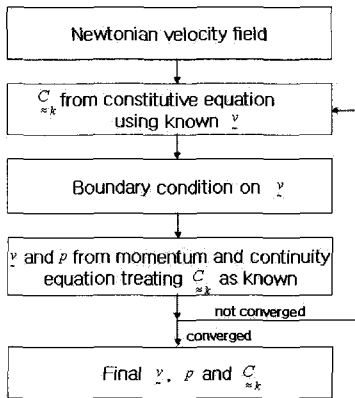 Newtonian velocity field
C≈k from constitutive equation
using known v
Boundary condition on v
v and p from momentum and continuity
equation treating C≈k as known
not converged
converged
Final v, p and C≈k